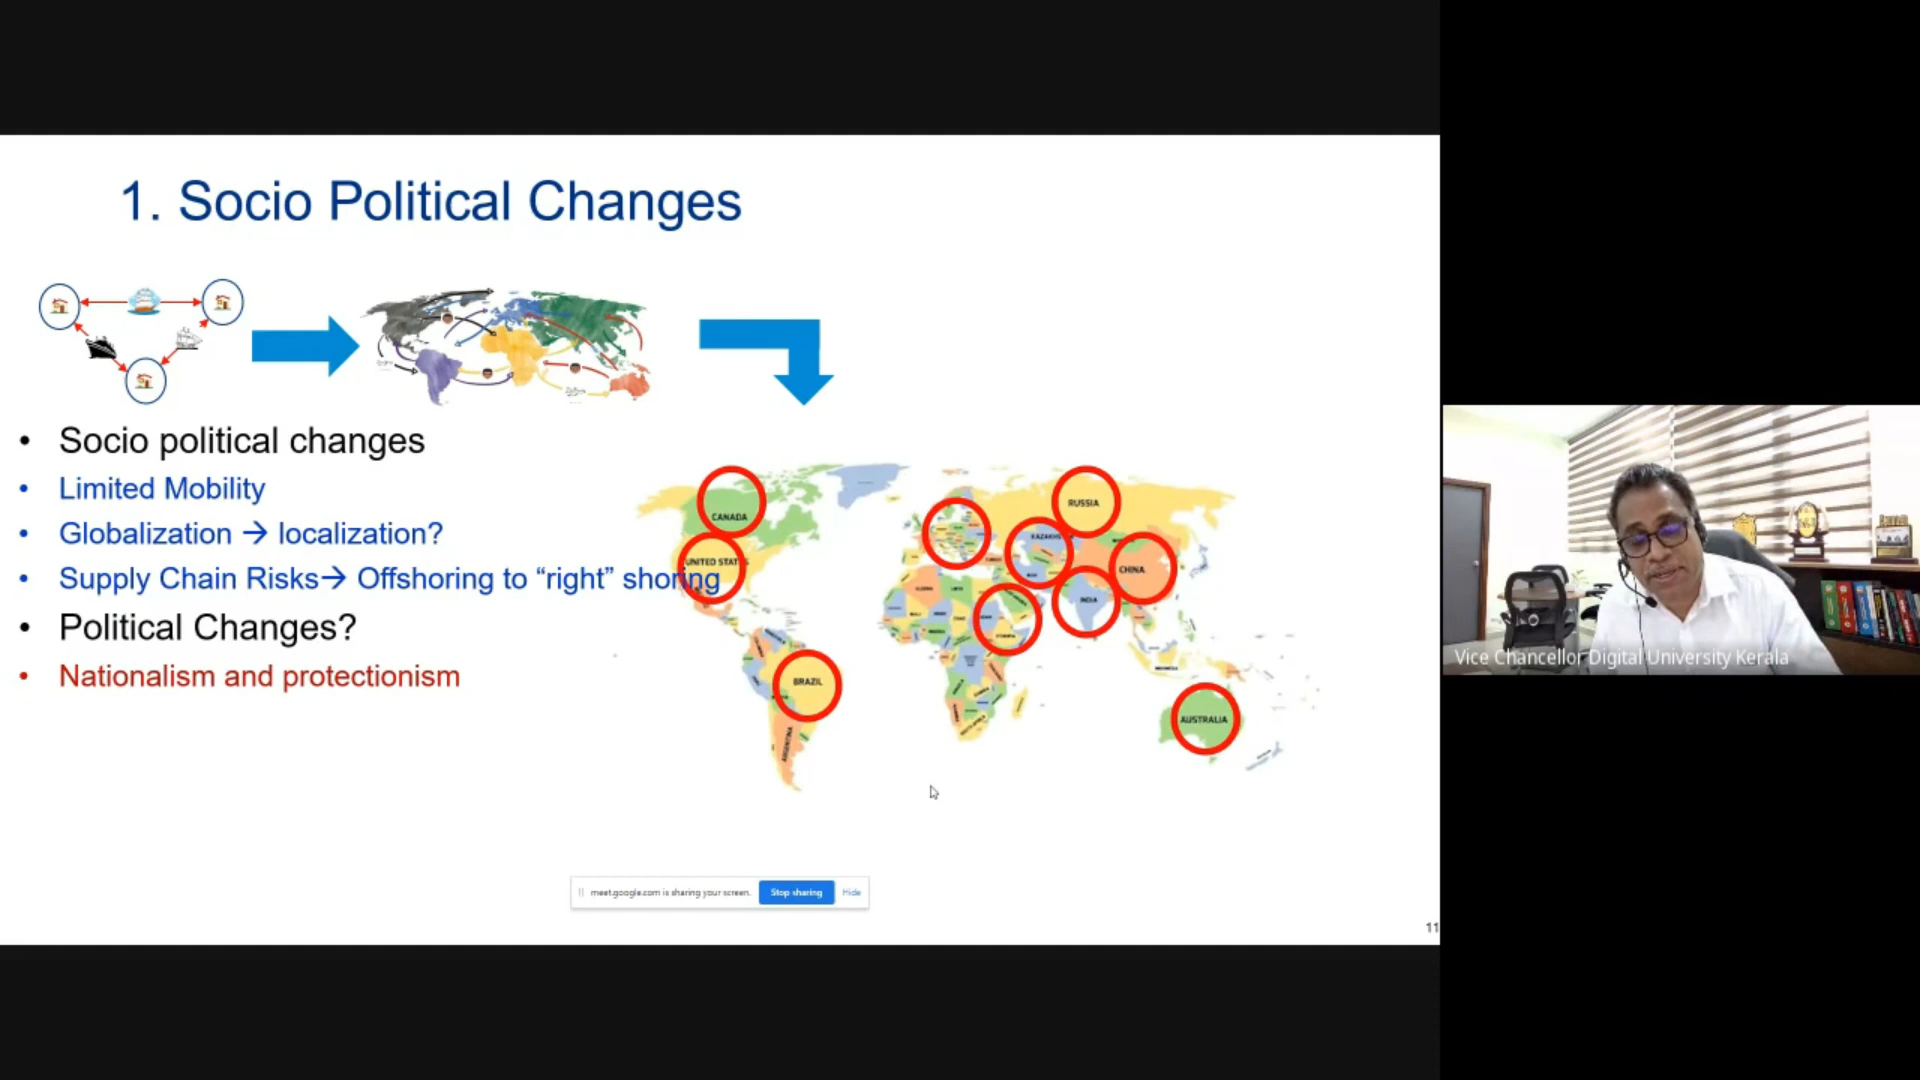 1. Socio Political Changes
• Socio political changes
• Limited Mobility
• Globalization → localization?
• Supply Chain Risks→ Offshoring to “right” shoring
• Political Changes?
• Nationalism and protectionism
CANADA
RUSSIA
UNITED STAT
KAZAKHS
CHINA
INDIA
BRAZIL
AUSTRALIA
ARGENTINA
meet.google.com is sharing your screen.
Stop sharing
Hide
11
Vice Chancellor Digital University Kerala